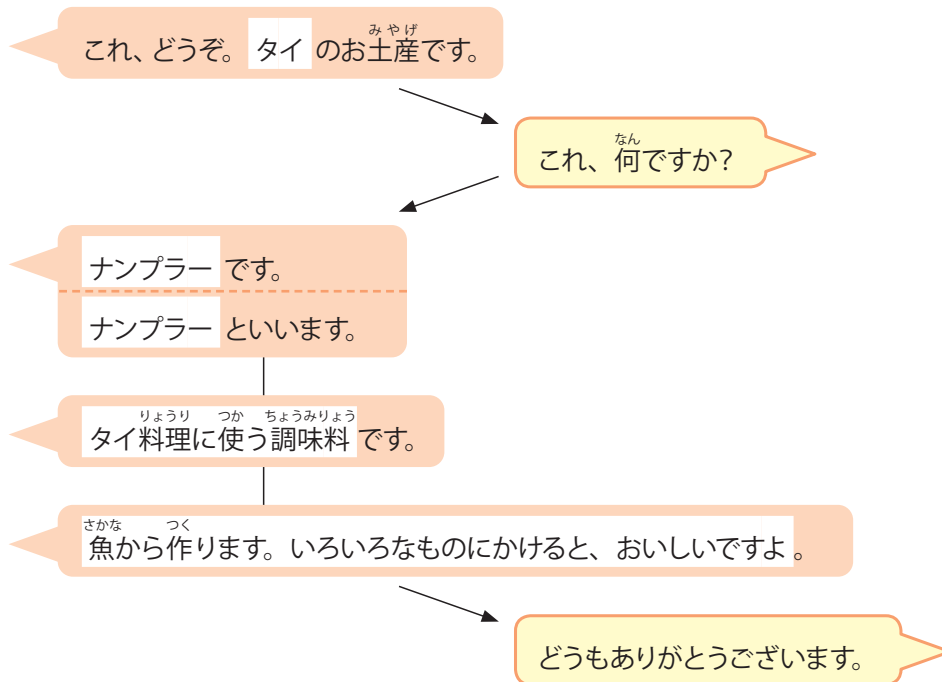 みやげ
これ、どうぞ。 タイ のお土産です。
なん
これ、何ですか?
ナンプラー です。
ナンプラー といいます。
りょうり つか ちょうみりょう
タイ料理に使う調味料 です。
さかな つく
魚から作ります。いろいろなものにかけると、おいしいですよ 。
どうもありがとうございます。